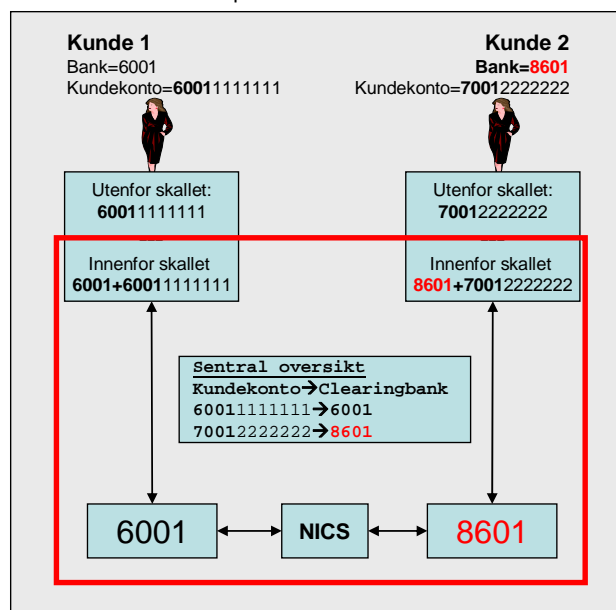 Kunde 1
Bank=6001
Kundekonto=60011111111
Kunde 2
Bank=8601
Kundekonto=70012222222
Utenfor skallet:
60011111111
---
Innenfor skallet
6001+60011111111
Utenfor skallet:
70012222222
---
Innenfor skallet
8601+70012222222
Sentral oversikt
Kundekonto→Clearingbank
60011111111→6001
70012222222→8601
6001
NICS
8601